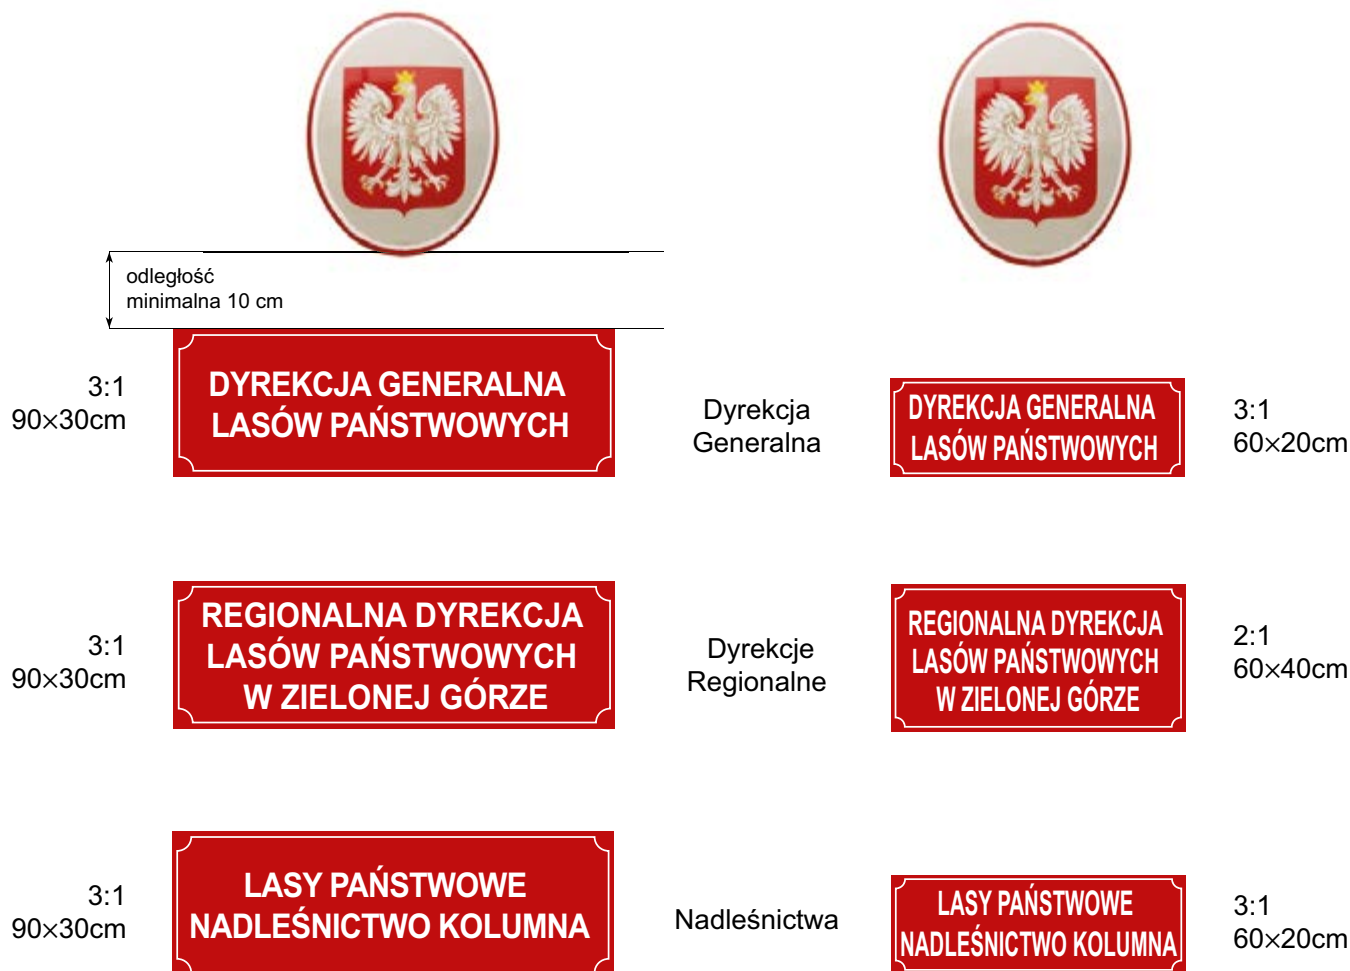 odległość
minimalna 10 cm
3:1
90×30cm
DYREKCJA GENERALNA
LASÓW PAŃSTWOWYCH
Dyrekcja
Generalna
DYREKCJA GENERALNA
LASÓW PAŃSTWOWYCH
3:1
60×20cm
3:1
90×30cm
REGIONALNA DYREKCJA
LASÓW PAŃSTWOWYCH
W ZIELONEJ GÓRZE
Dyrekcje
Regionalne
REGIONALNA DYREKCJA
LASÓW PAŃSTWOWYCH
W ZIELONEJ GÓRZE
2:1
60×40cm
3:1
90×30cm
LASY PAŃSTWOWE
NADLEŚNICTWO KOLUMNA
Nadleśnictwa
LASY PAŃSTWOWE
NADLEŚNICTWO KOLUMNA
3:1
60×20cm